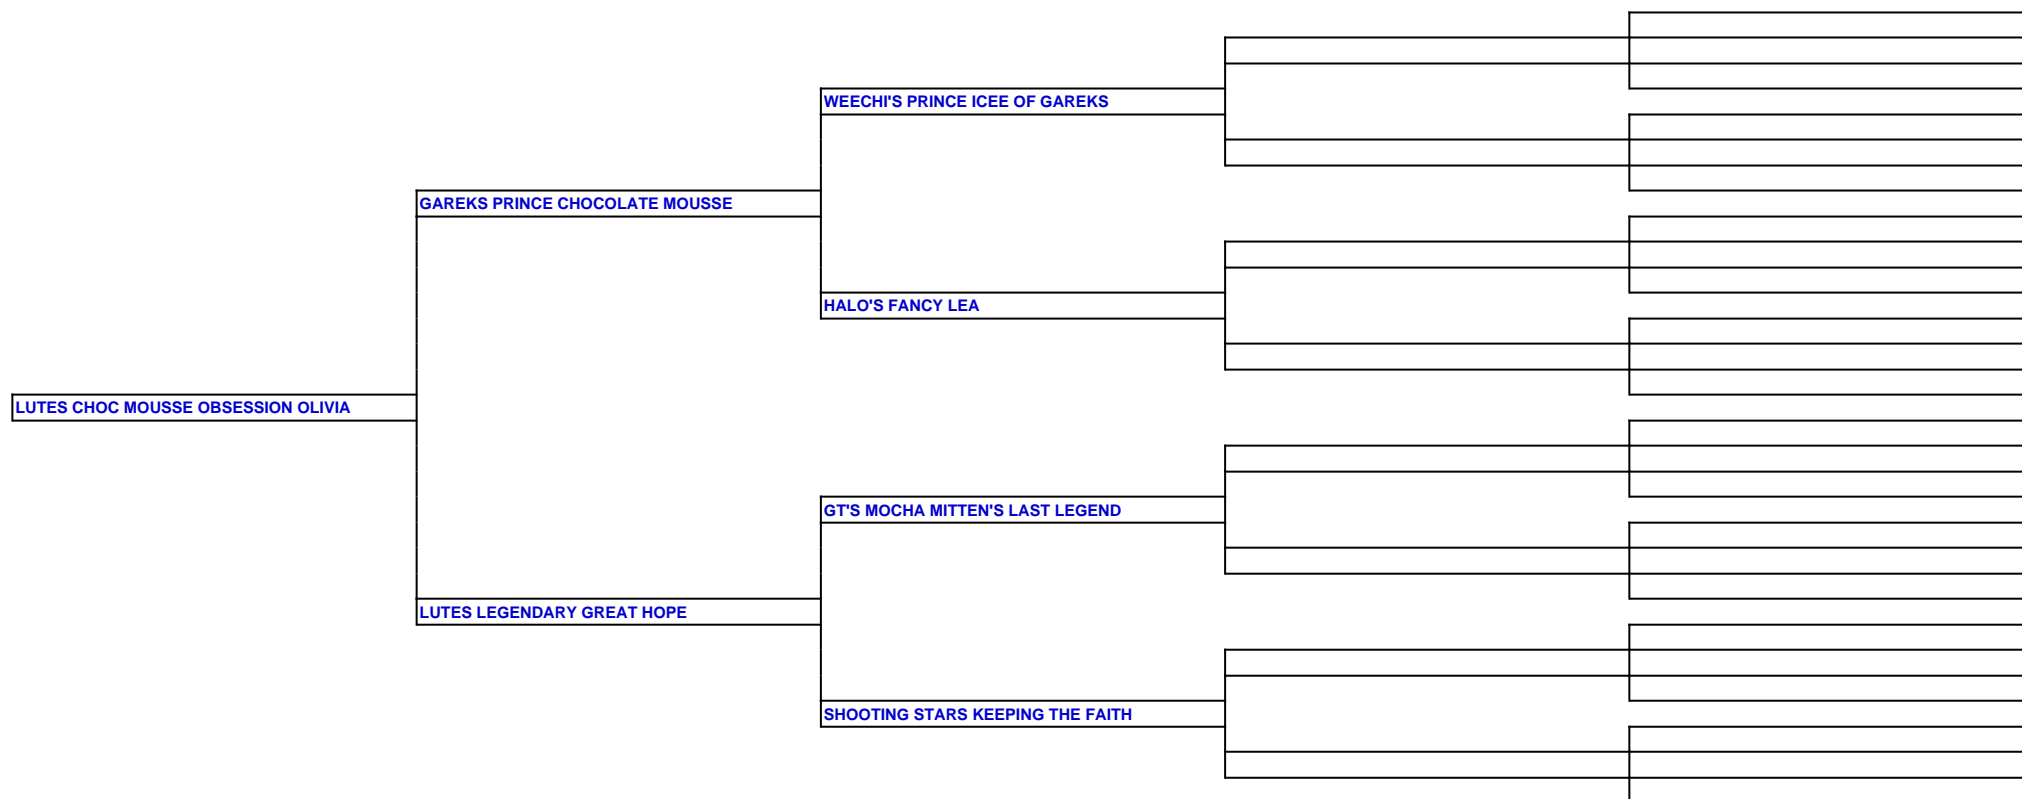 WEECHI'S PRINCE ICEE OF GAREKS
GAREKS PRINCE CHOCOLATE MOUSSE
HALO'S FANCY LEA
LUTES CHOC MOUSSE OBSESSION OLIVIA
GT'S MOCHA MITTEN'S LAST LEGEND
LUTES LEGENDARY GREAT HOPE
SHOOTING STARS KEEPING THE FAITH